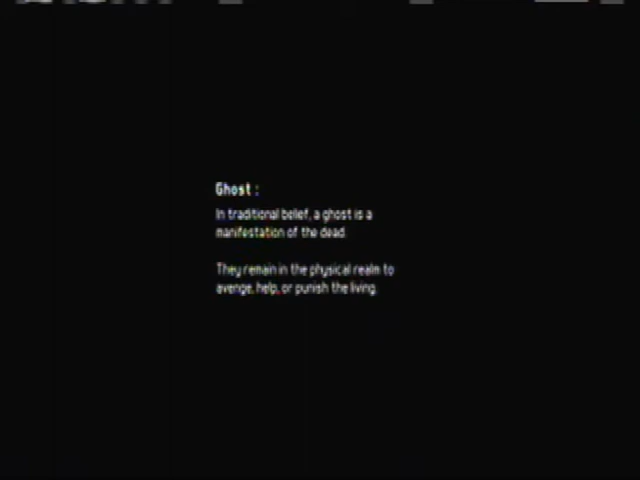 Ghost :
In traditional belief, a ghost is a
manifestation of the dead.
They remain in the physical realm to
avenge, help, or punish the living.